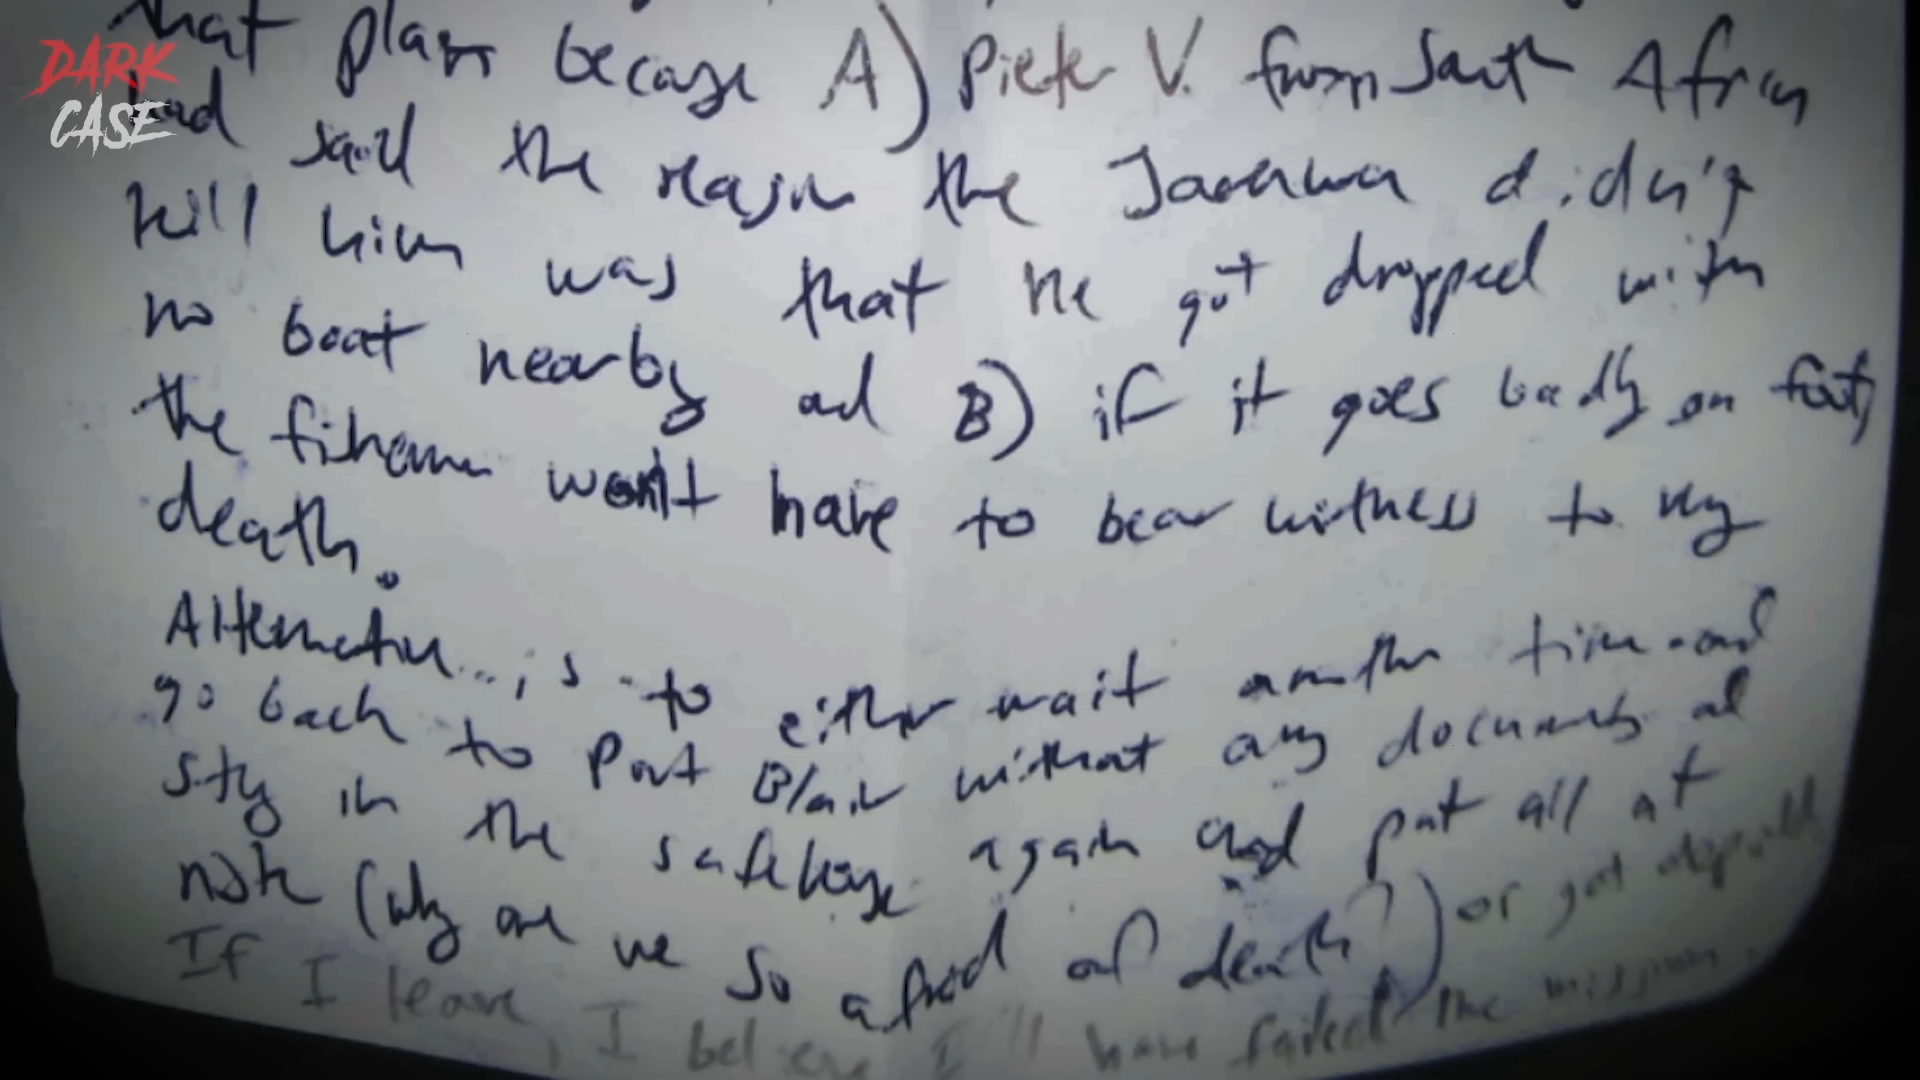 DARK
CASE
that plan because A) Pieter V. from South Africa
had said the reason the Jarawa didn't
kill him was that he got dropped with
no boat nearby ad B) if it goes badly on foot,
the fishermen won't have to bear witness to my
death.
Alternative is to either wait another time and
go back to Port Blair without any documents ad
stay in the safehouse again and put all at
risk (why are we so afraid of death?) or get
If I leave, I believe I'll have failed the mission.